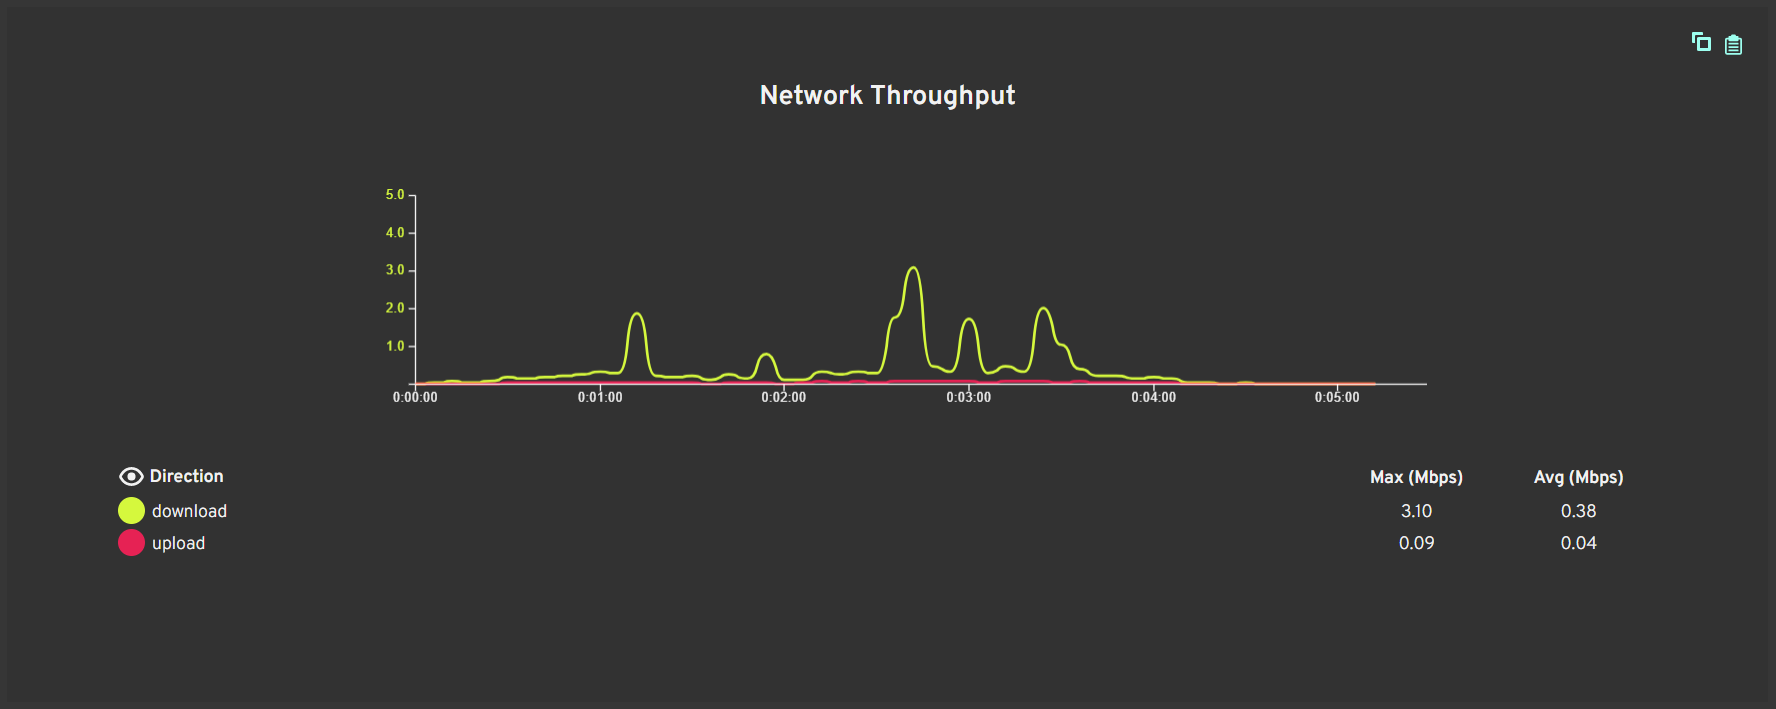 Network Throughput
5.0
4.0
3.0
2.0
1.0
0:00:00 0:01:00 0:02:00 0:03:00 0:04:00 0:05:00
Direction Max (Mbps) Avg (Mbps)
download 3.10 0.38
upload 0.09 0.04